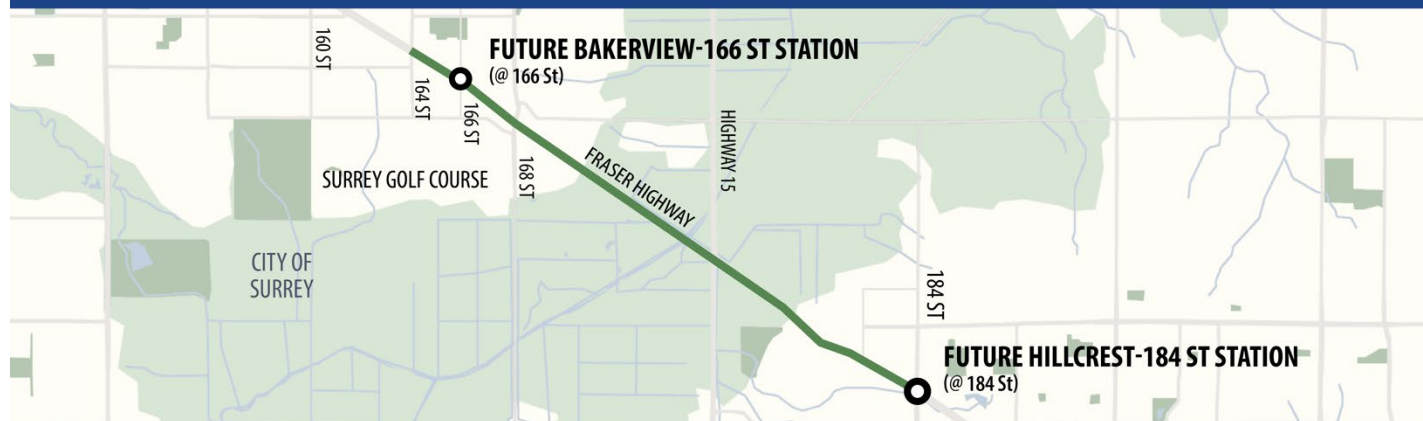 160 ST
164 ST
166 ST
FUTURE BAKERVIEW-166 ST STATION
(@ 166 St)
168 ST
HIGHWAY 15
SURREY GOLF COURSE
FRASER HIGHWAY
CITY OF
SURREY
184 ST
FUTURE HILLCREST-184 ST STATION
(@ 184 St)